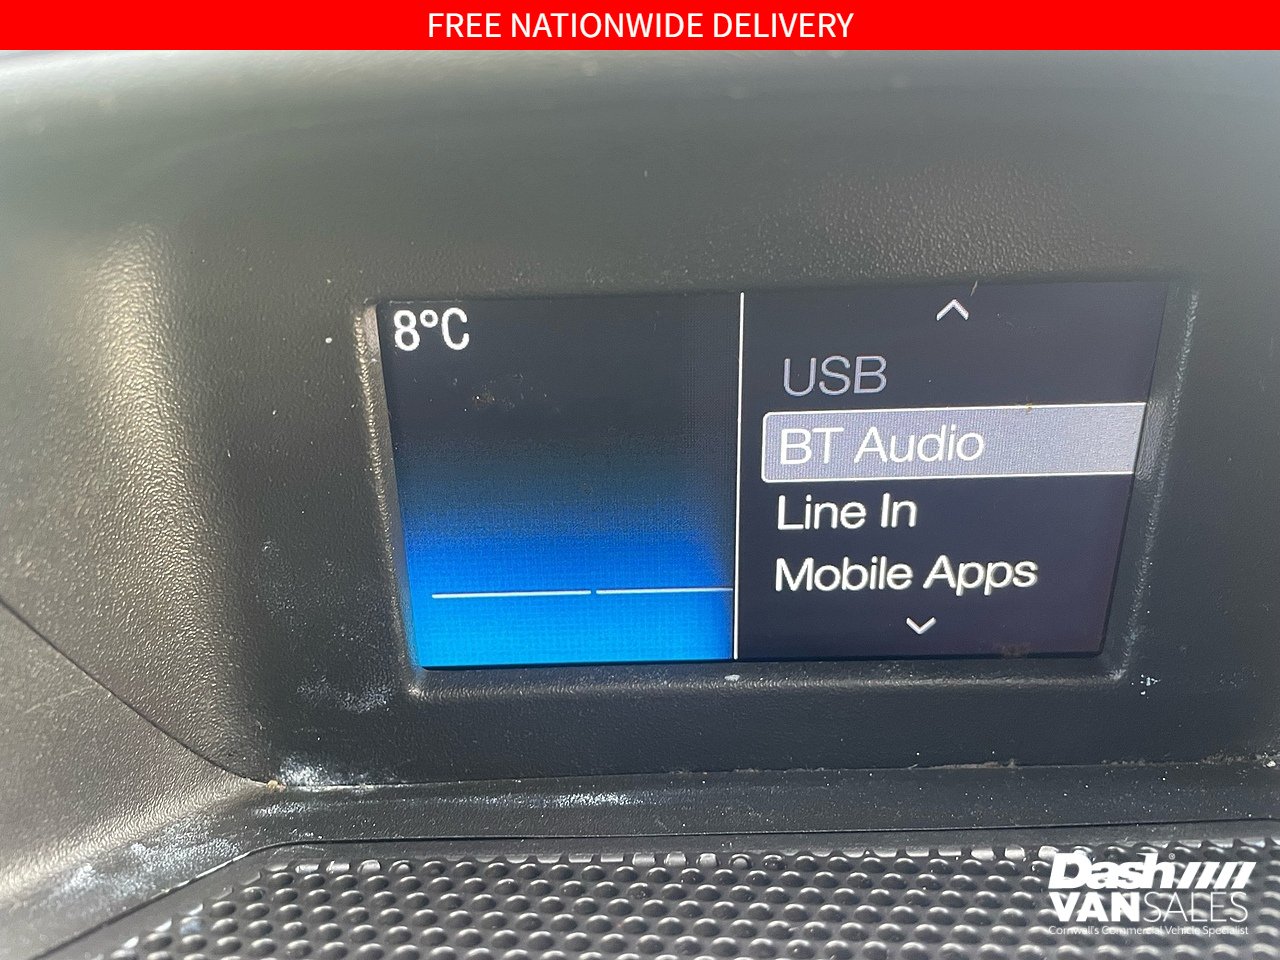 FREE NATIONWIDE DELIVERY
8°C
USB
BT Audio
Line In
Mobile Apps
Dash
VANSALES
Cornwall's Commercial Vehicle Specialist